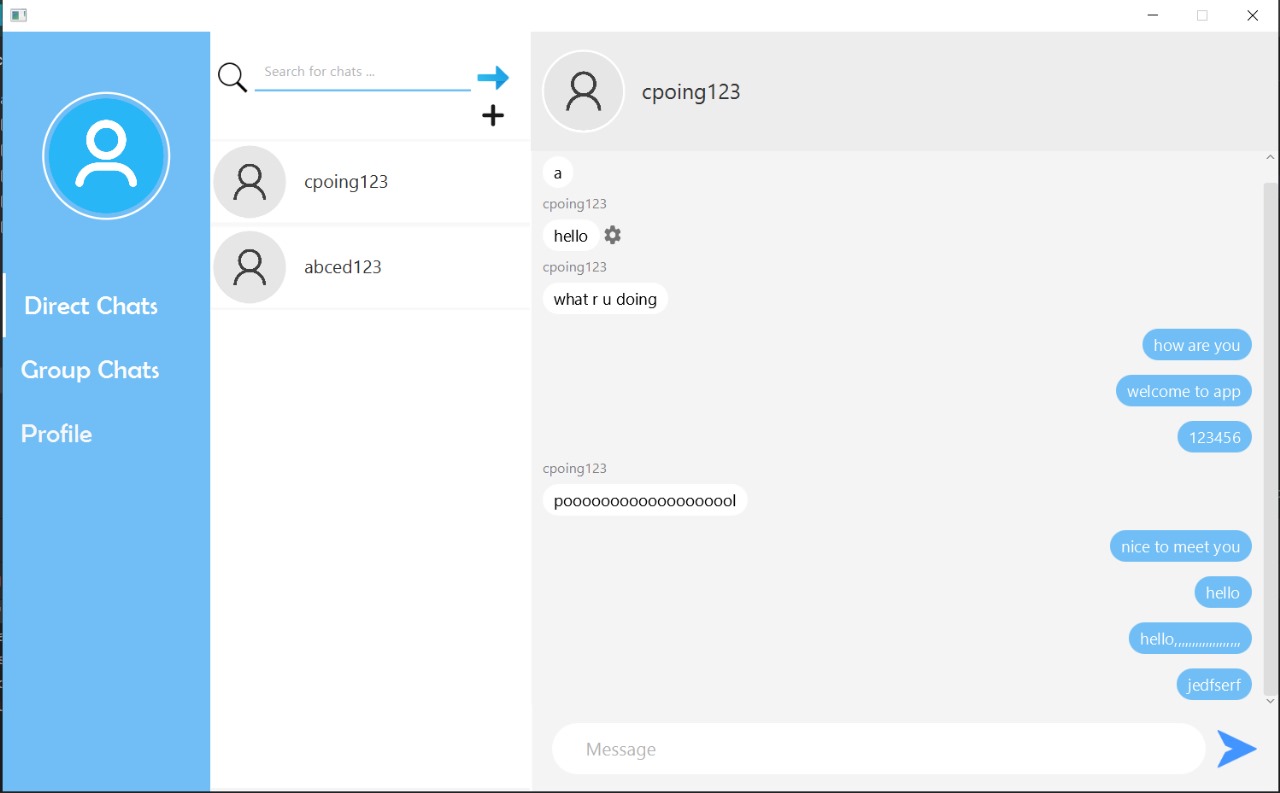 Direct Chats
Group Chats
Profile
Search for chats ...
cpoing123
abced123
cpoing123
a
cpoing123
hello
cpoing123
what r u doing
how are you
welcome to app
123456
cpoing123
poooooooooooooooooool
nice to meet you
hello
hello,,,,,,,,,,,,,,,,,,,
jedfserf
Message